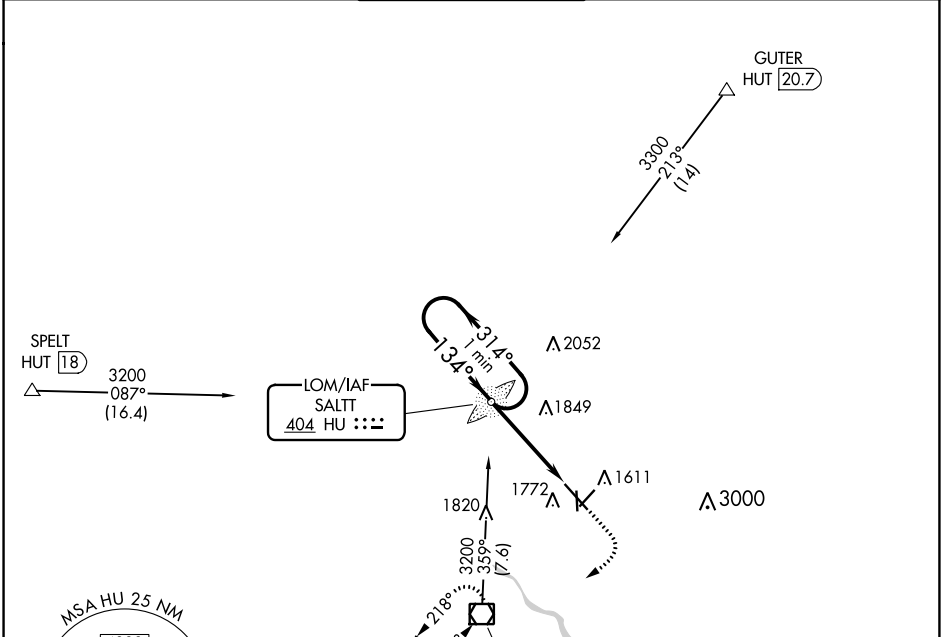 GUTER
HUT 20.7
3300
213°
(14)
SPELT
HUT 18
3200
087°
(16.4)
LOM/IAF
SALTT
404 HU
314°
1 min
134°
2052
1849
1772
1611
3000
1820
3200
359°
(7.6)
218°
MSA HU 25 NM